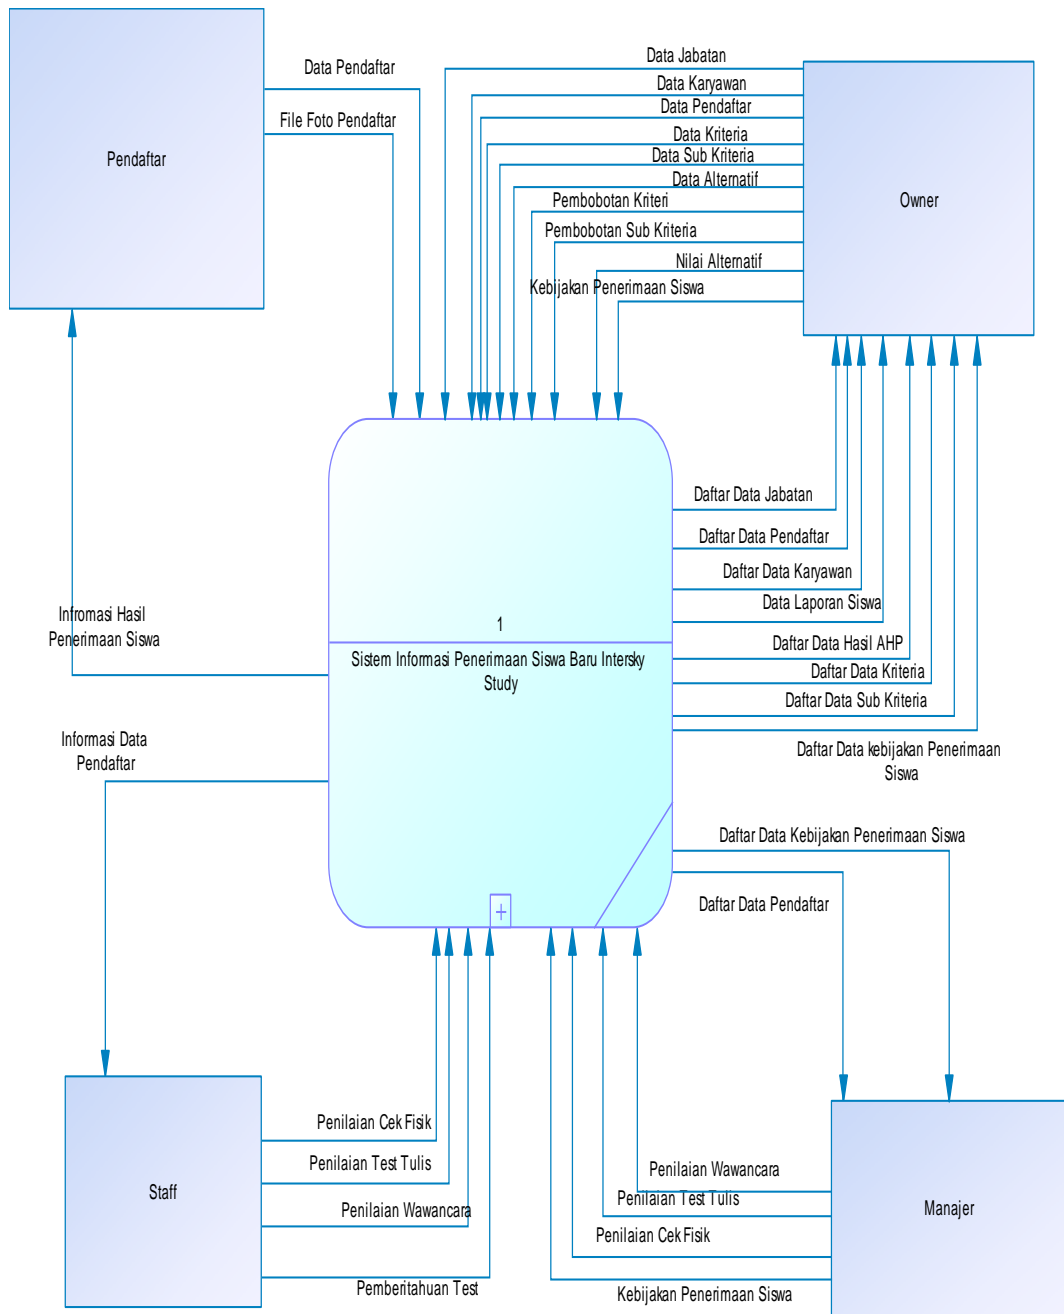 Pendaftar
Data Pendaftar
File Foto Pendaftar
Data Jabatan
Data Karyawan
Data Pendaftar
Data Kriteria
Data Sub Kriteria
Data Alternatif
Pembobotan Kriteri
Pembobotan Sub Kriteria
Nilai Alternatif
Kebijakan Penerimaan Siswa
Owner
Daftar Data Jabatan
Daftar Data Pendaftar
Daftar Data Karyawan
Data Laporan Siswa
Daftar Data Hasil AHP
Daftar Data Kriteria
Daftar Data Sub Kriteria
Daftar Data kebijakan Penerimaan
Siswa
Infromasi Hasil
Penerimaan Siswa
1
Sistem Informasi Penerimaan Siswa Baru Intersky
Study
Informasi Data
Pendaftar
Daftar Data Kebijakan Penerimaan Siswa
Daftar Data Pendaftar
Staff
Penilaian Cek Fisik
Penilaian Test Tulis
Penilaian Wawancara
Pemberitahuan Test
Penilaian Wawancara
Penilaian Test Tulis
Penilaian Cek Fisik
Kebijakan Penerimaan Siswa
Manajer